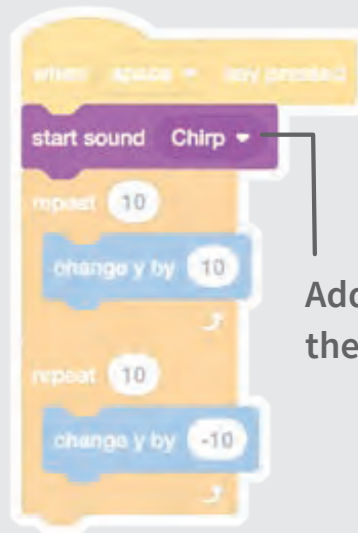 when space key pressed
start sound Chirp
repeat 10
change y by 10
Add
the
repeat 10
change y by -10